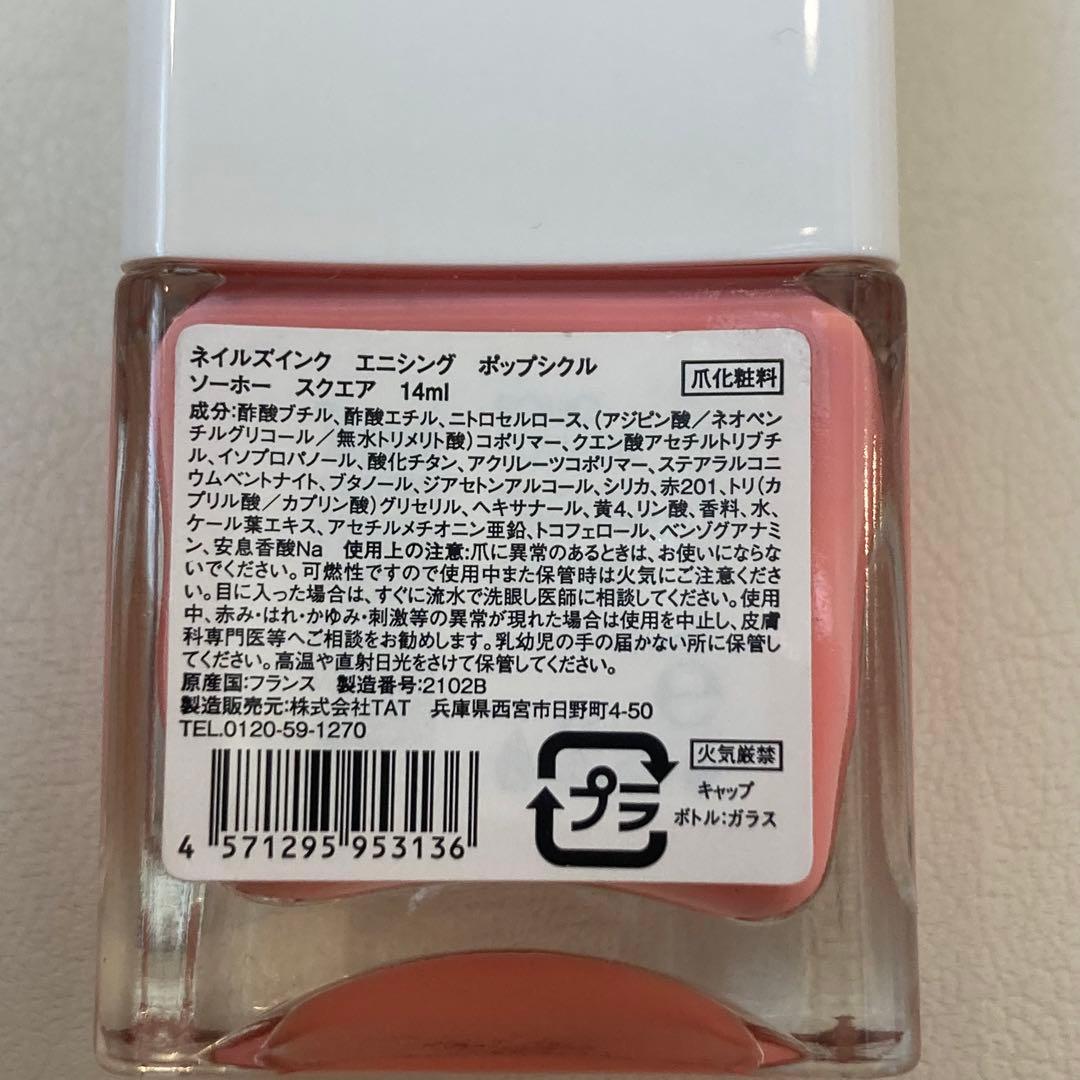 ネイルズインク　エニシング　ポップシクル
ソーホー　スクエア　14ml
爪化粧料
成分:酢酸ブチル、酢酸エチル、ニトロセルロース、(アジピン酸／ネオペン
チルグリコール／無水トリメリト酸)コポリマー、クエン酸アセチルトリブチ
ル、イソプロパノール、酸化チタン、アクリレーツコポリマー、ステアラルコニ
ウムベントナイト、ブタノール、ジアセトンアルコール、シリカ、赤201、トリ(カ
プリル酸／カプリン酸)グリセリル、ヘキサナール、黄4、リン酸、香料、水、
ケール葉エキス、アセチルメチオニン亜鉛、トコフェロール、ベンゾグアナミ
ン、安息香酸Na　使用上の注意:爪に異常のあるときは、お使いにならな
いでください。可燃性ですので使用中また保管時は火気にご注意くださ
い。目に入った場合は、すぐに流水で洗眼し医師に相談してください。使用
中、赤み・はれ・かゆみ・刺激等の異常が現れた場合は使用を中止し、皮膚
科専門医等へご相談をお勧めします。乳幼児の手の届かない所に保管し
てください。高温や直射日光をさけて保管してください。
原産国:フランス　製造番号:2102B
製造販売元:株式会社TAT　兵庫県西宮市日野町4-50
TEL.0120-59-1270
4 571295 953136
プラ
火気厳禁
キャップ
ボトル:ガラス